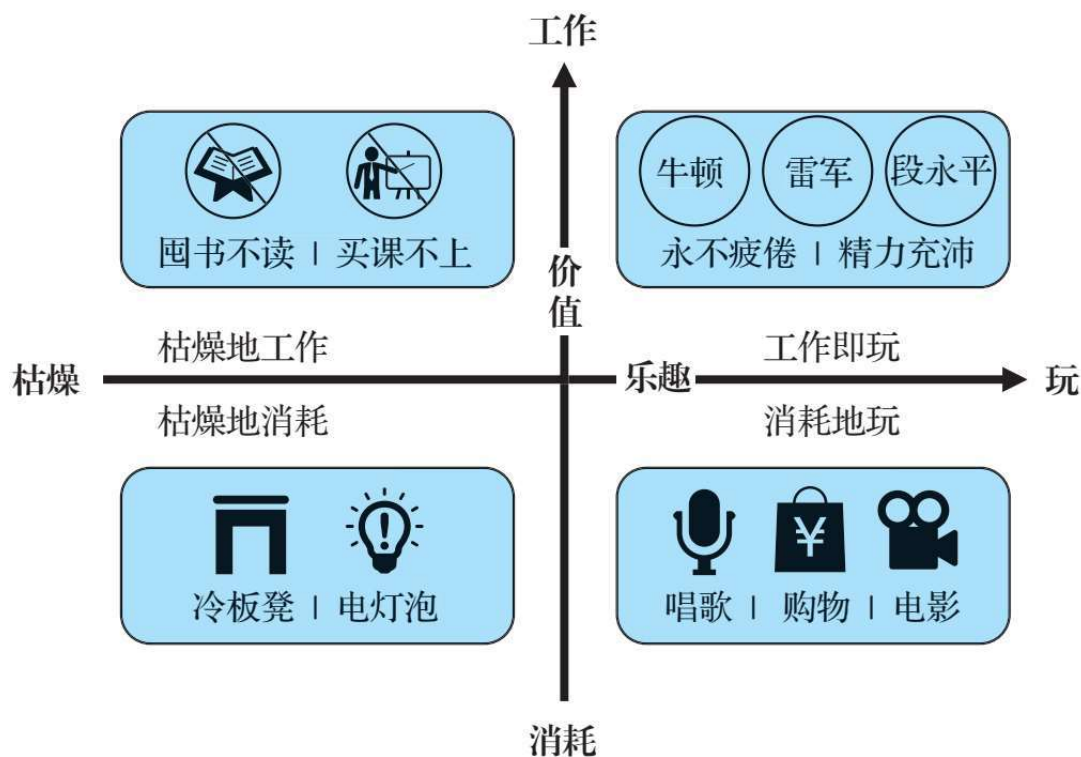 工作
牛顿 雷军 段永平
囤书不读 | 买课不上
永不疲倦 | 精力充沛
价值
枯燥地工作
工作即玩
枯燥
乐趣
玩
枯燥地消耗
消耗地玩
¥
冷板凳 | 电灯泡
唱歌 | 购物 | 电影
消耗